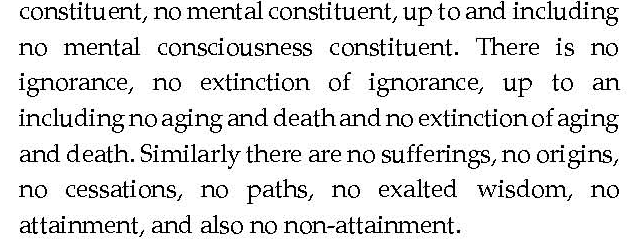 constituent, no mental constituent, up to and including
no mental consciousness constituent. There is no
ignorance, no extinction of ignorance, up to an
including no aging and death and no extinction of aging
and death. Similarly there are no sufferings, no origins,
no cessations, no paths, no exalted wisdom, no
attainment, and also no non-attainment.